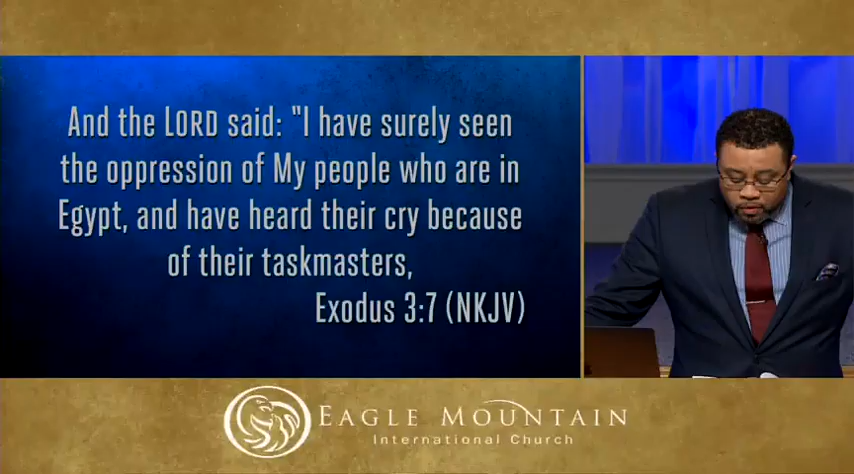 And the LORD said: "I have surely seen
the oppression of My people who are in
Egypt, and have heard their cry because
of their taskmasters,
Exodus 3:7 (NKJV)
EAGLE MOUNTAIN
International Church